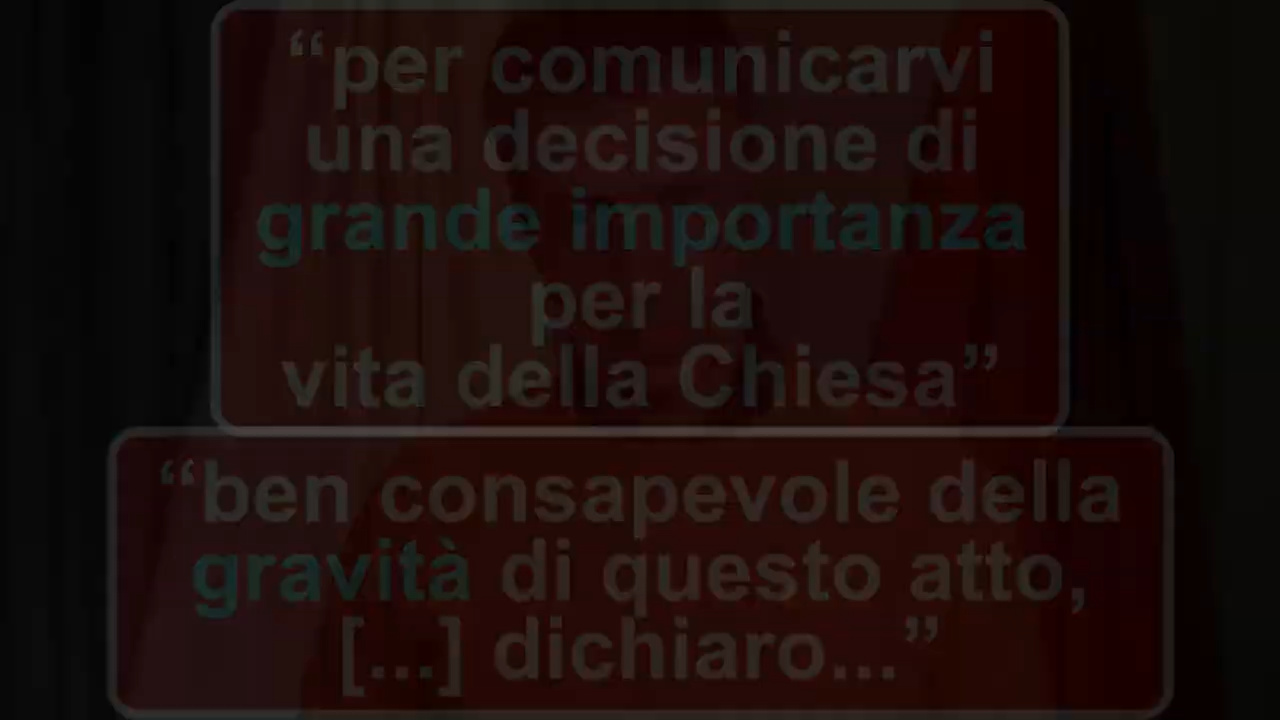 “per comunicarvi
una decisione di
grande importanza
per la
vita della Chiesa”
“ben consapevole della
gravità di questo atto,
[...] dichiaro...”